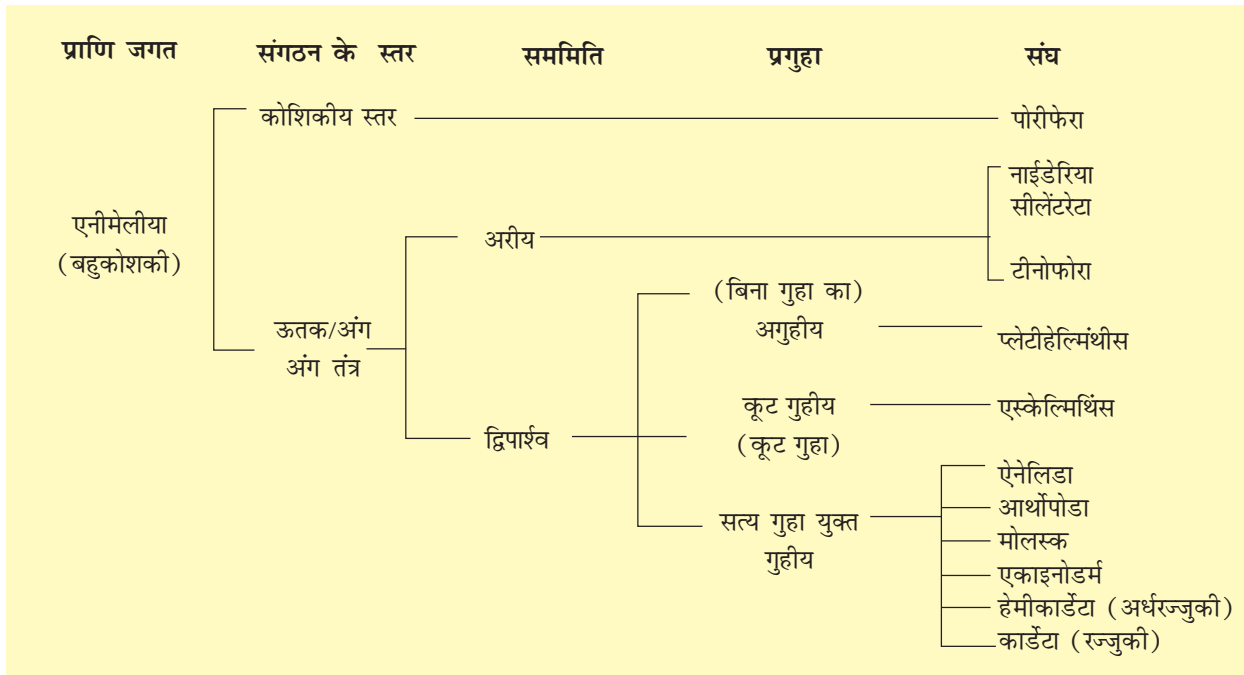 प्राणि जगत संगठन के स्तर सममिति प्रगुहा संघ
कोशिकीय स्तर पोरीफेरा
नाईडेरिया
सीलेंटरेटा
एनीमेलीया
(बहुकोशकी)
अरीय
टीनोफोरा
(बिना गुहा का)
अगुहीय प्लेटीहेल्मिंथीस
ऊतक/अंग
अंग तंत्र
कूट गुहीय एस्केल्मिथिंस
(कूट गुहा)
द्विपार्श्व
ऐनेलिडा
आर्थोपोडा
सत्य गुहा युक्त
गुहीय
मोलस्क
एकाइनोडर्म
हेमीकार्डेटा (अर्धरज्जुकी)
कार्डेटा (रज्जुकी)